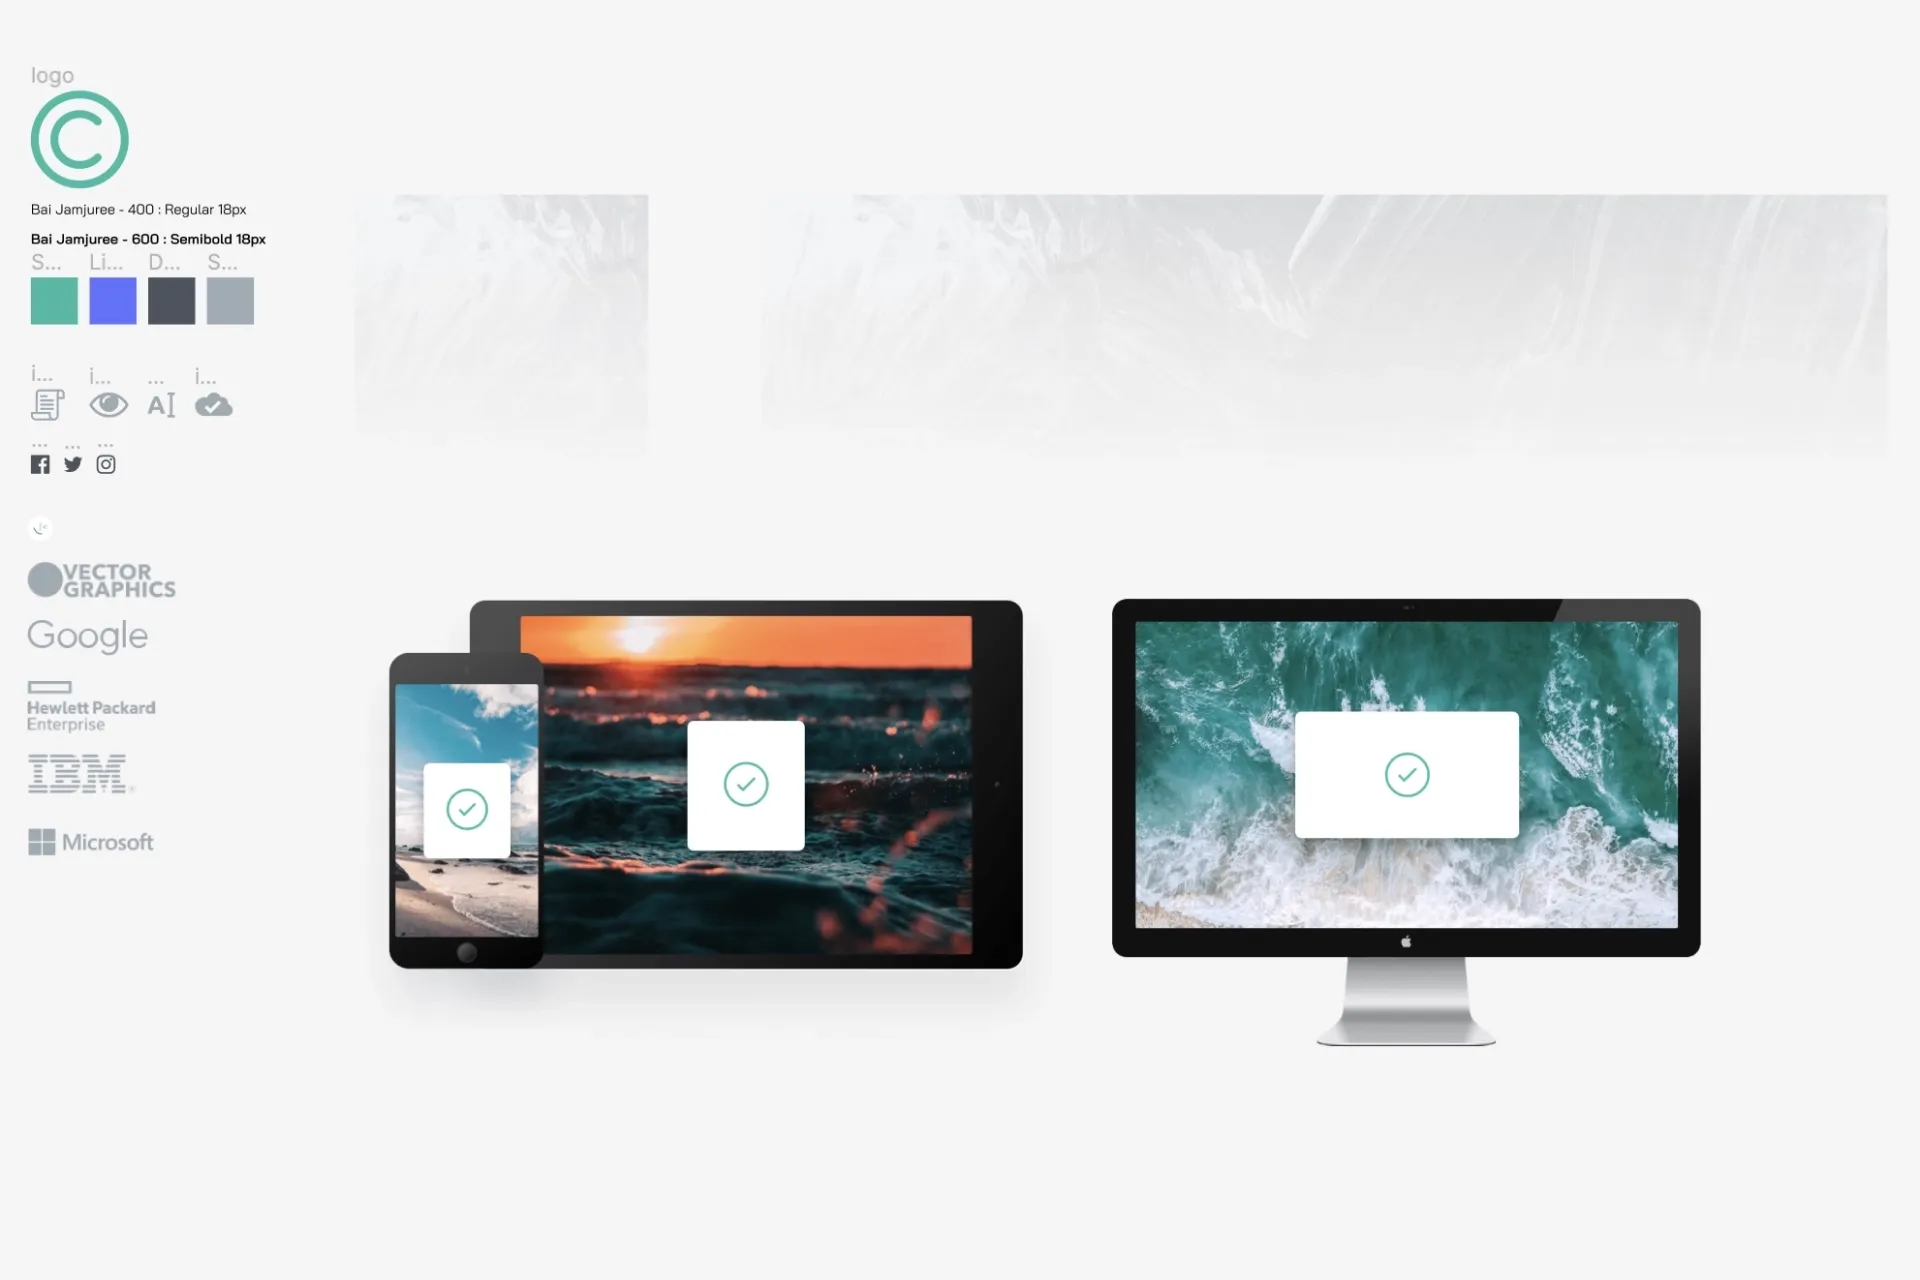 logo
C
Bai Jamjuree - 400 : Regular 18px
Bai Jamjuree - 600 : Semibold 18px
S... Li... D... S...
i... i... ... i...
AI
... ... ...
VECTOR
GRAPHICS
Google
Hewlett Packard
Enterprise
IBM®
Microsoft